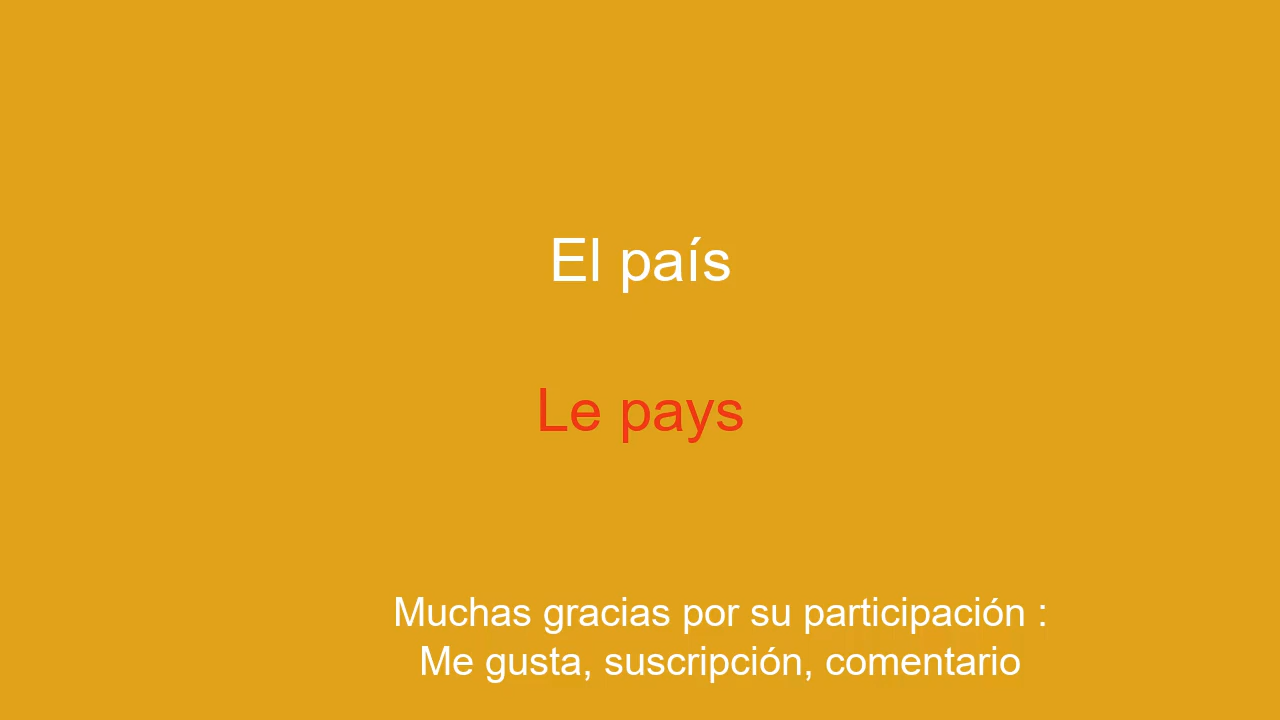 El país
Le pays
Muchas gracias por su participación :
Me gusta, suscripción, comentario